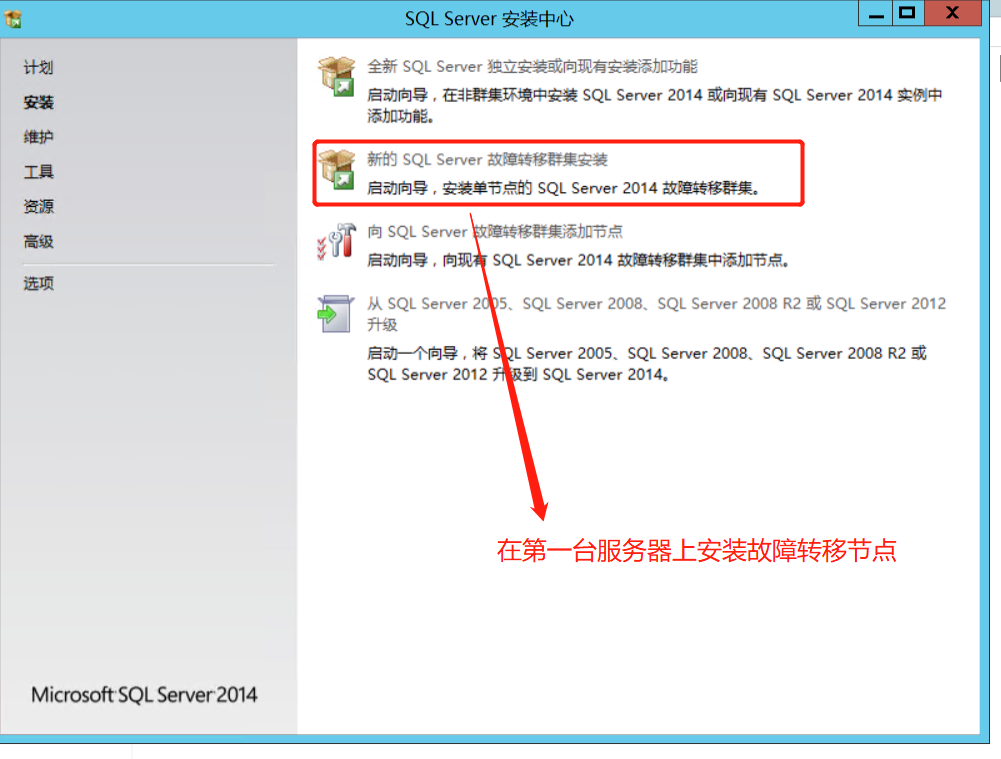 SQL Server 安装中心
计划
安装
维护
工具
资源
高级
选项
Microsoft SQL Server 2014
全新 SQL Server 独立安装或向现有安装添加功能
启动向导，在非群集环境中安装 SQL Server 2014 或向现有 SQL Server 2014 实例中
添加功能。
新的 SQL Server 故障转移群集安装
启动向导，安装单节点的 SQL Server 2014 故障转移群集。
向 SQL Server 故障转移群集添加节点
启动向导，向现有 SQL Server 2014 故障转移群集中添加节点。
从 SQL Server 2005、SQL Server 2008、SQL Server 2008 R2 或 SQL Server 2012
升级
启动一个向导，将 SQL Server 2005、SQL Server 2008、SQL Server 2008 R2 或
SQL Server 2012 升级到 SQL Server 2014。
在第一台服务器上安装故障转移节点